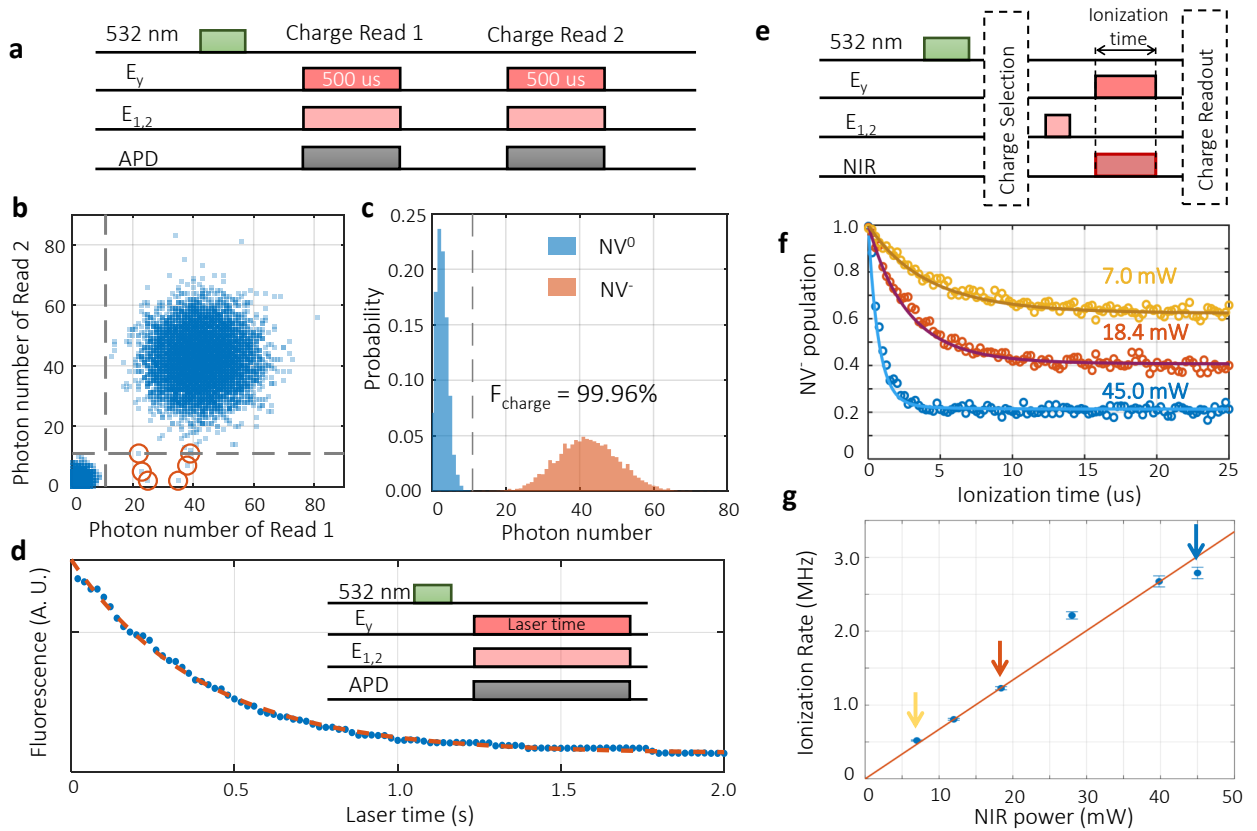 a
532 nm
Charge Read 1
Charge Read 2
E_y
500 us
500 us
E_1,2
APD
b
Photon number of Read 2
80
60
40
20
0
0
20
40
60
80
Photon number of Read 1
c
Probability
0.25
0.20
0.15
0.10
0.05
0.00
NV⁰
NV⁻
F_charge = 99.96%
0
20
40
60
80
Photon number
d
Fluorescence (A. U.)
532 nm
E_y
Laser time
E_1,2
APD
0
0.5
1.0
1.5
2.0
Laser time (s)
e
Ionization
time
532 nm
E_y
E_1,2
NIR
Charge Selection
Charge Readout
f
NV⁻ population
1.0
0.8
0.6
0.4
0.2
0
7.0 mW
18.4 mW
45.0 mW
0
5
10
15
20
25
Ionization time (us)
g
Ionization Rate (MHz)
3.0
2.0
1.0
0
0
10
20
30
40
50
NIR power (mW)